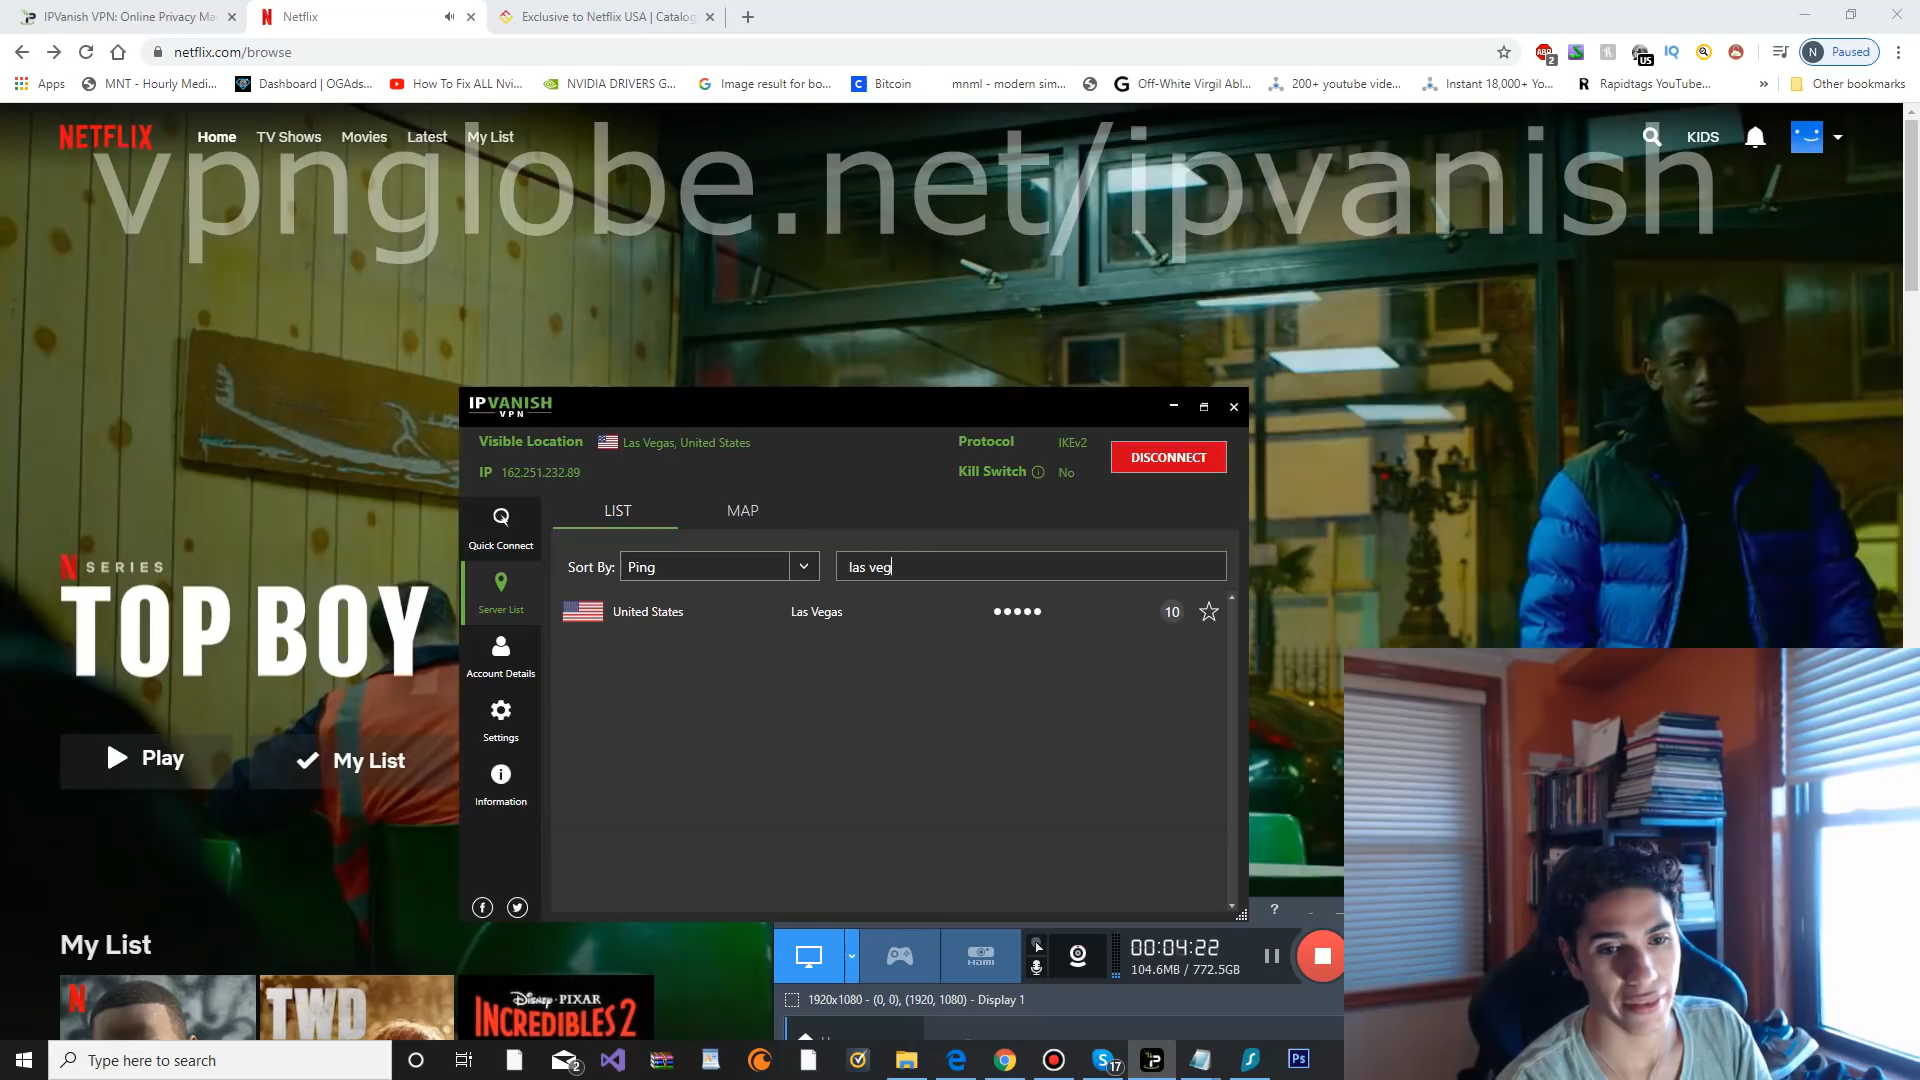 IPVanish VPN: Online Privacy Ma
Netflix
Exclusive to Netflix USA | Catalog
netflix.com/browse
2
US
IQ
N
Paused
Apps
MNT - Hourly Medi...
Dashboard | OGAds...
How To Fix ALL Nvi...
NVIDIA DRIVERS G...
Image result for bo...
C
Bitcoin
mnml - modern sim...
G
Off-White Virgil Abl...
200+ youtube vide...
Instant 18,000+ Yo...
R
Rapidtags YouTube...
»
Other bookmarks
NETFLIX
Home
TV Shows
Movies
Latest
My List
KIDS
vpnglobe.net/ipvanish
N SERIES
TOP BOY
Play
My List
My List
N
TWD
Disney·PIXAR
INCREDIBLES 2
IPVANISH
VPN
Visible Location
Las Vegas, United States
Protocol
IKEv2
DISCONNECT
IP
162.251.232.89
Kill Switch
No
Quick Connect
Server List
Account Details
Settings
Information
LIST
MAP
Sort By:
Ping
las veg
United States
Las Vegas
10
?
HDMI
00:04:22
104.6MB / 772.5GB
1920x1080 - (0, 0), (1920, 1080) - Display 1
Type here to search
2
17
Ps